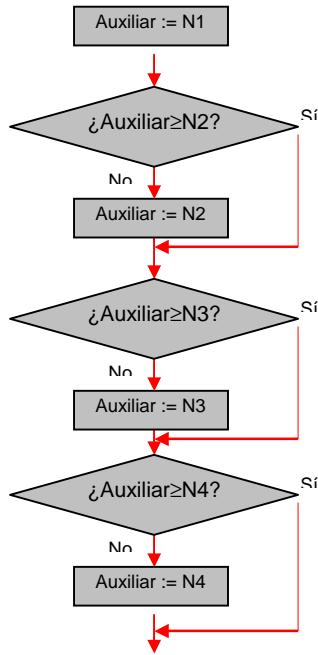 Auxiliar := N1
¿Auxiliar≥N2?
Sí
No
Auxiliar := N2
¿Auxiliar≥N3?
Sí
No
Auxiliar := N3
¿Auxiliar≥N4?
Sí
No
Auxiliar := N4